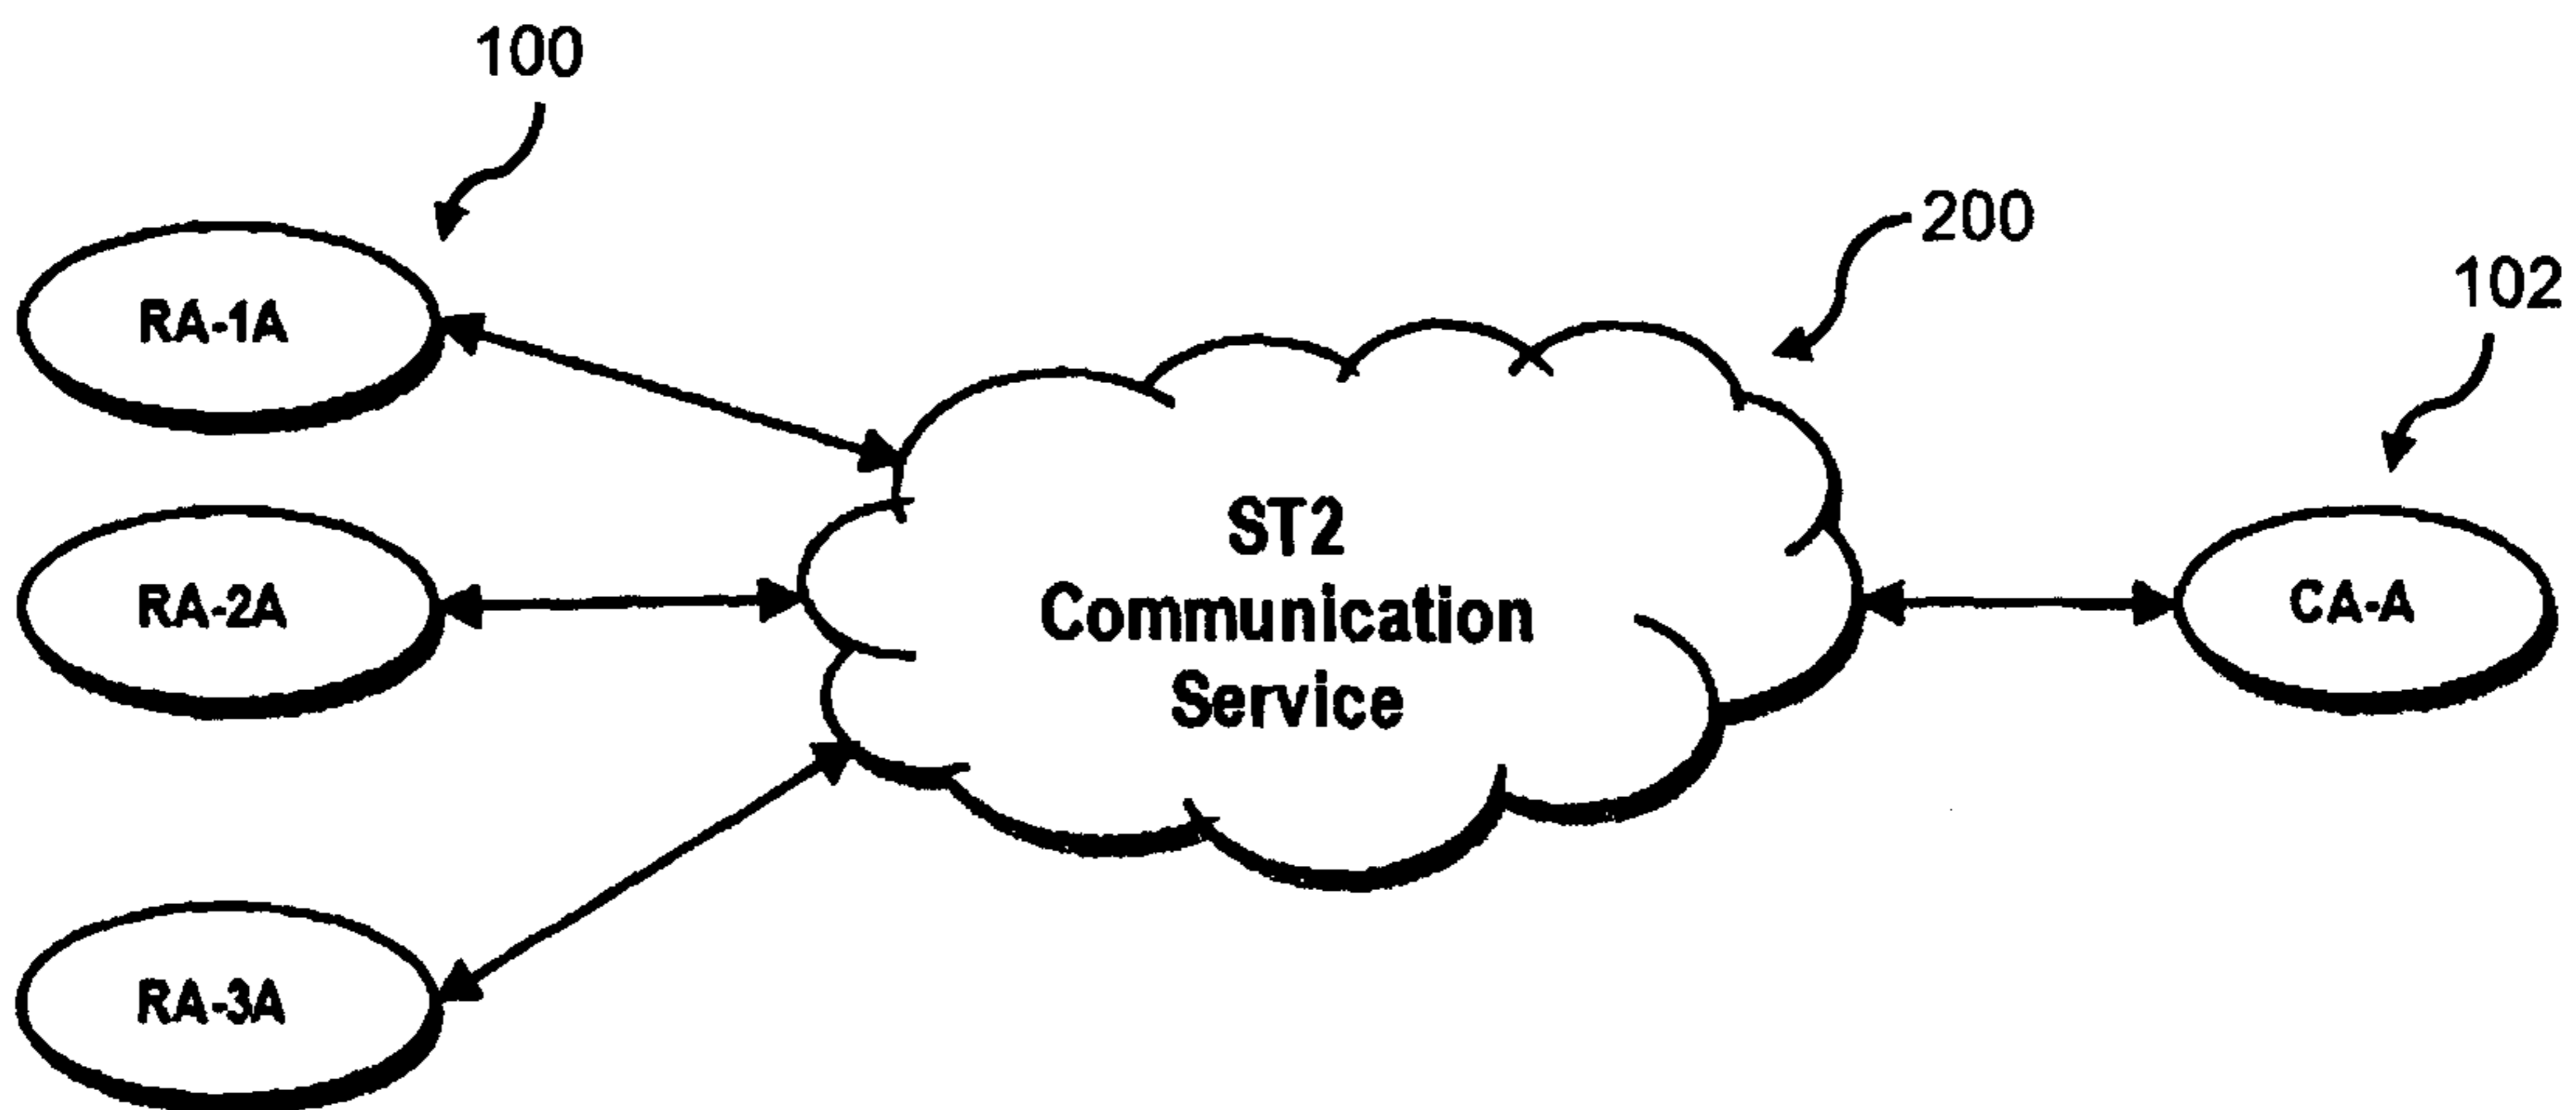 100
200
102
RA-1A
RA-2A
RA-3A
ST2
Communication
Service
CA-A